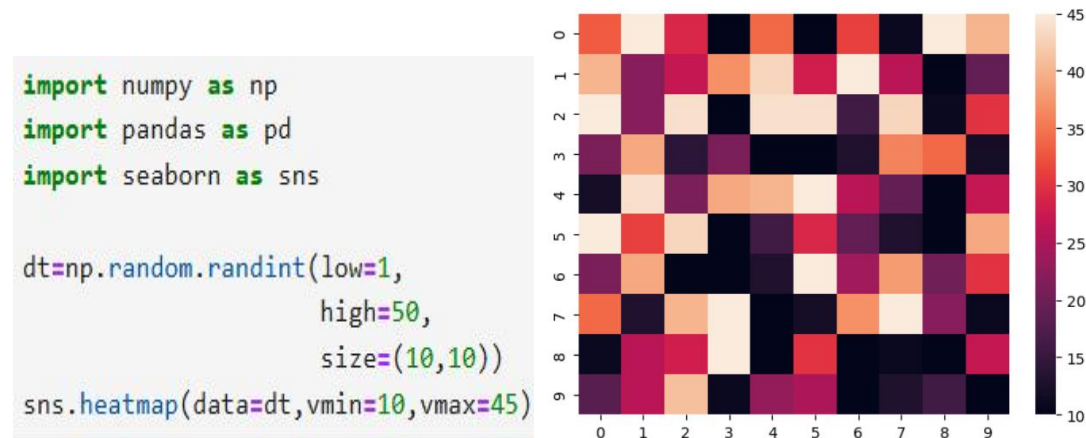 import numpy as np
import pandas as pd
import seaborn as sns
dt=np.random.randint(low=1,
high=50,
size=(10,10))
sns.heatmap(data=dt,vmin=10,vmax=45)
0
1
2
3
4
5
6
7
8
9
0 1 2 3 4 5 6 7 8 9
45
40
35
30
25
20
15
10